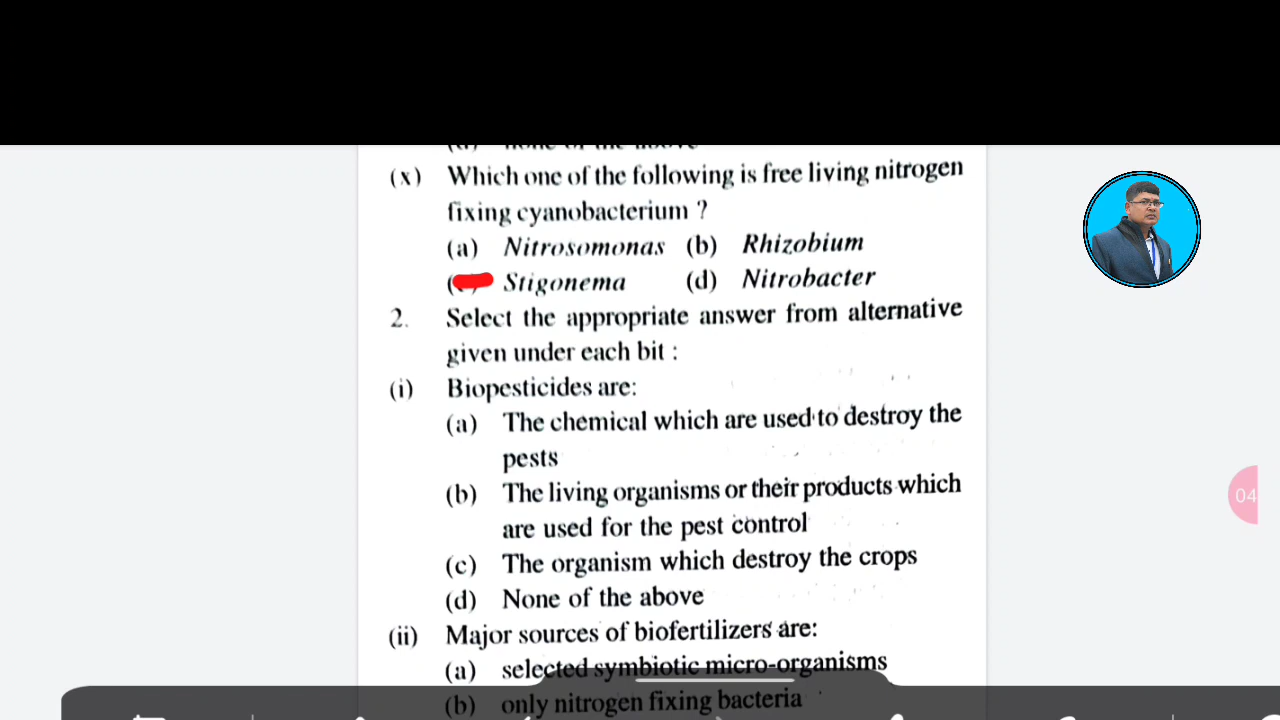 (x) Which one of the following is free living nitrogen
fixing cyanobacterium ?
(a) Nitrosomonas (b) Rhizobium
Stigonema (d) Nitrobacter
2. Select the appropriate answer from alternative
given under each bit :
(i) Biopesticides are:
(a) The chemical which are used to destroy the
pests
(b) The living organisms or their products which
are used for the pest control
(c) The organism which destroy the crops
(d) None of the above
(ii) Major sources of biofertilizers are:
(a) selected symbiotic micro-organisms
(b) only nitrogen fixing bacteria
04